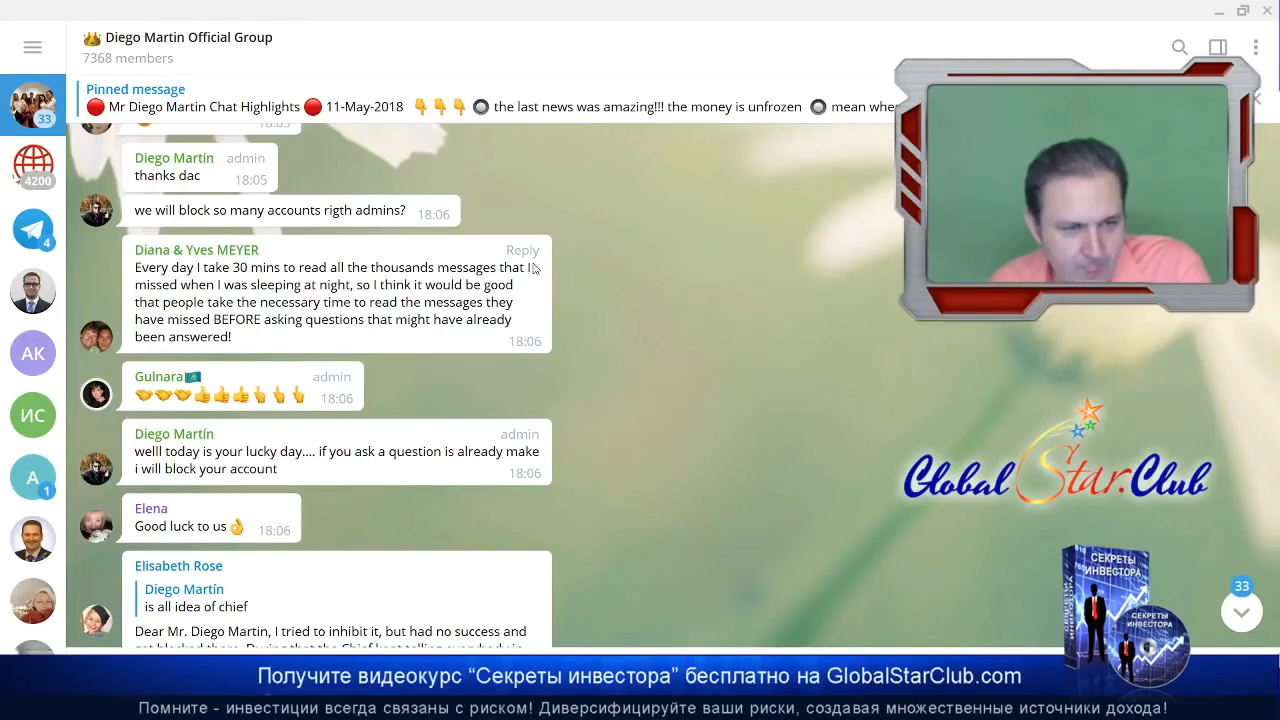 Diego Martin Official Group
7368 members
Pinned message
Mr Diego Martin Chat Highlights 🔴 11-May-2018 👇👇👇🔘 the last news was amazing!!! the money is unfrozen 🔘 mean
33
4200
4
АК
ИС
А
1
Diego Martín admin
thanks dac
18:05
we will block so many accounts rigth admins? 18:06
Diana & Yves MEYER Reply
Every day I take 30 mins to read all the thousands messages that I
missed when I was sleeping at night, so I think it would be good
that people take the necessary time to read the messages they
have missed BEFORE asking questions that might have already
been answered! 18:06
Gulnara🇰🇿 admin
🤝🤝🤝👍👍👍👆👆👆 18:06
Diego Martín admin
welll today is your lucky day.... if you ask a question is already make
i will block your account 18:06
Elena
Good luck to us👌 18:06
Elisabeth Rose
Diego Martín
is all idea of chief
Dear Mr. Diego Martin, I tried to inhibit it, but had no success and
33
Global Star.Club
СЕКРЕТЫ
ИНВЕСТОРА
СЕКРЕТЫ
ИНВЕСТОРА
Получите видеокурс “Секреты инвестора” бесплатно на GlobalStarClub.com
Помните - инвестиции всегда связаны с риском! Диверсифицируйте ваши риски, создавая множественные источники дохода!